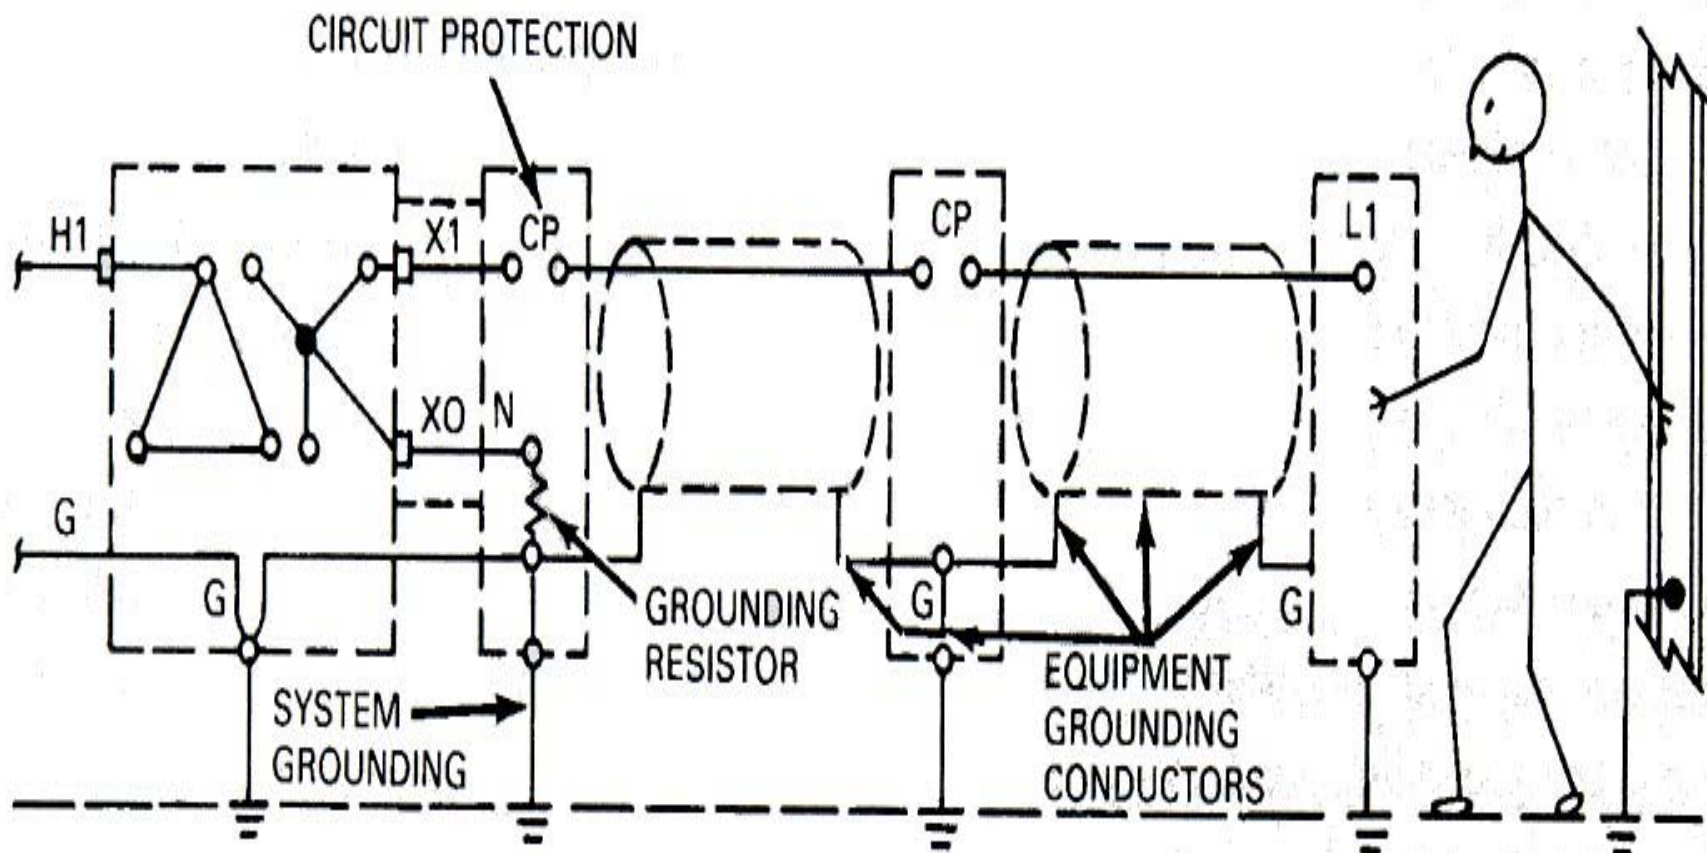 CIRCUIT PROTECTION
H1
X1
CP
CP
L1
XO
N
G
G
GROUNDING
RESISTOR
G
G
SYSTEM
GROUNDING
EQUIPMENT
GROUNDING
CONDUCTORS